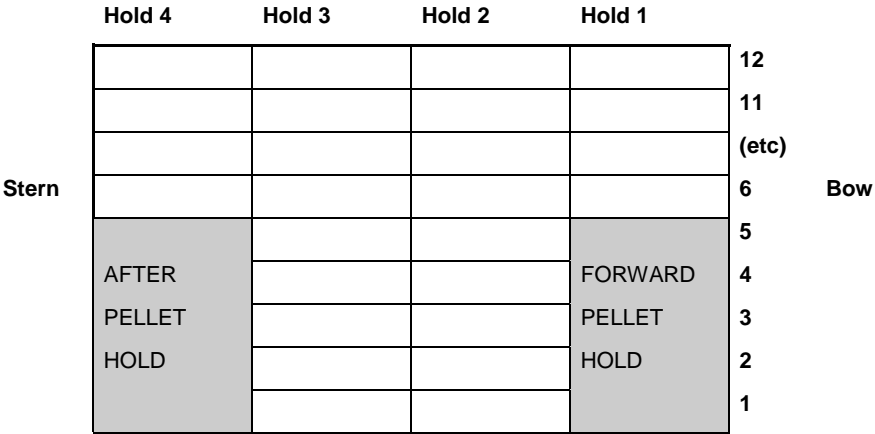 Hold 4 Hold 3 Hold 2 Hold 1
12
11
(etc)
Stern 6 Bow
5
AFTER FORWARD 4
PELLET PELLET 3
HOLD HOLD 2
1